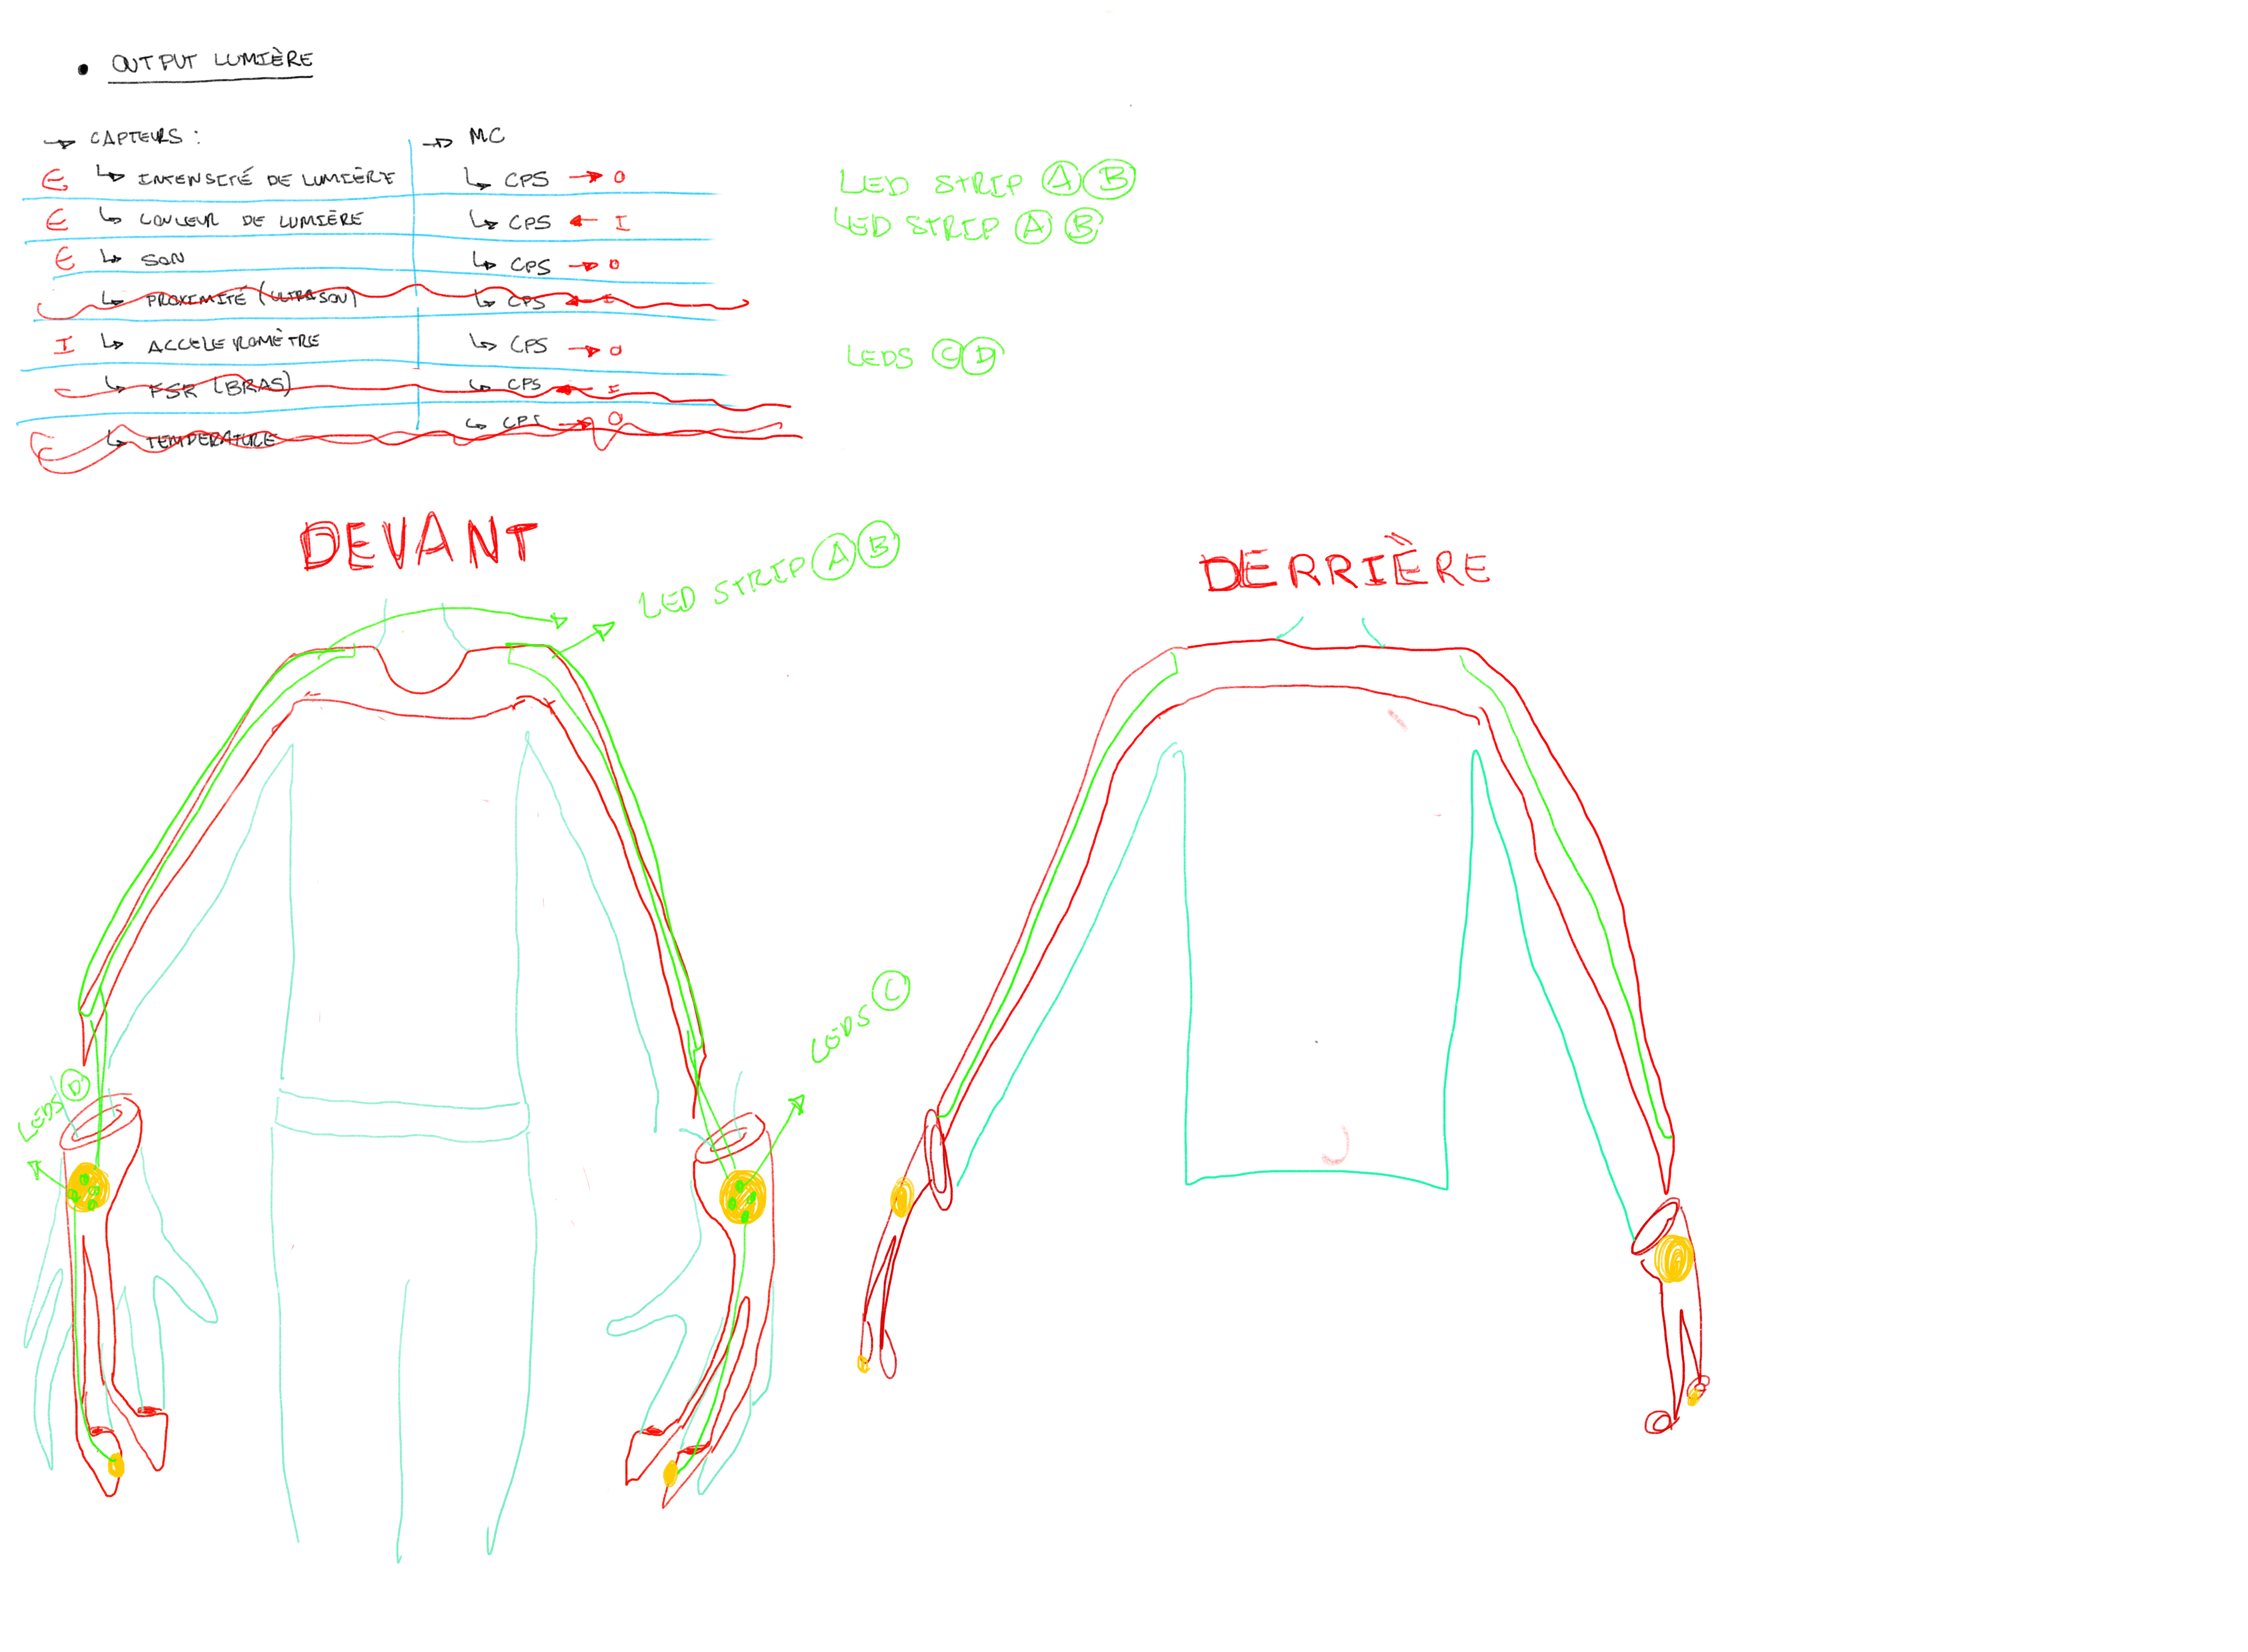 • OUTPUT LUMIÈRE
→ CAPTEURS : → MC
E ↳ INTENSITÉ DE LUMIÈRE ↳ CPS → O LED STRIP A B
E ↳ COULEUR DE LUMIÈRE ↳ CPS ← I LED STRIP A B
E ↳ SON ↳ CPS → O
↳ PROXIMITÉ (ULTRASON) ↳ CPS ← I
I ↳ ACCELEROMÈTRE ↳ CPS → O LEDS C D
↳ FSR (BRAS) ↳ CPS ← I
↳ TEMPERATURE ↳ CPS → O
DEVANT
LED STRIP A B
DERRIÈRE
LEDS C
LEDS D